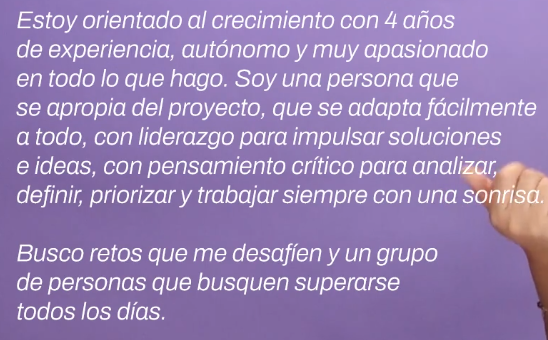 Estoy orientado al crecimiento con 4 años
de experiencia, autónomo y muy apasionado
en todo lo que hago. Soy una persona que
se apropia del proyecto, que se adapta fácilmente
a todo, con liderazgo para impulsar soluciones
e ideas, con pensamiento crítico para analizar,
definir, priorizar y trabajar siempre con una sonrisa.
Busco retos que me desafíen y un grupo
de personas que busquen superarse
todos los días.